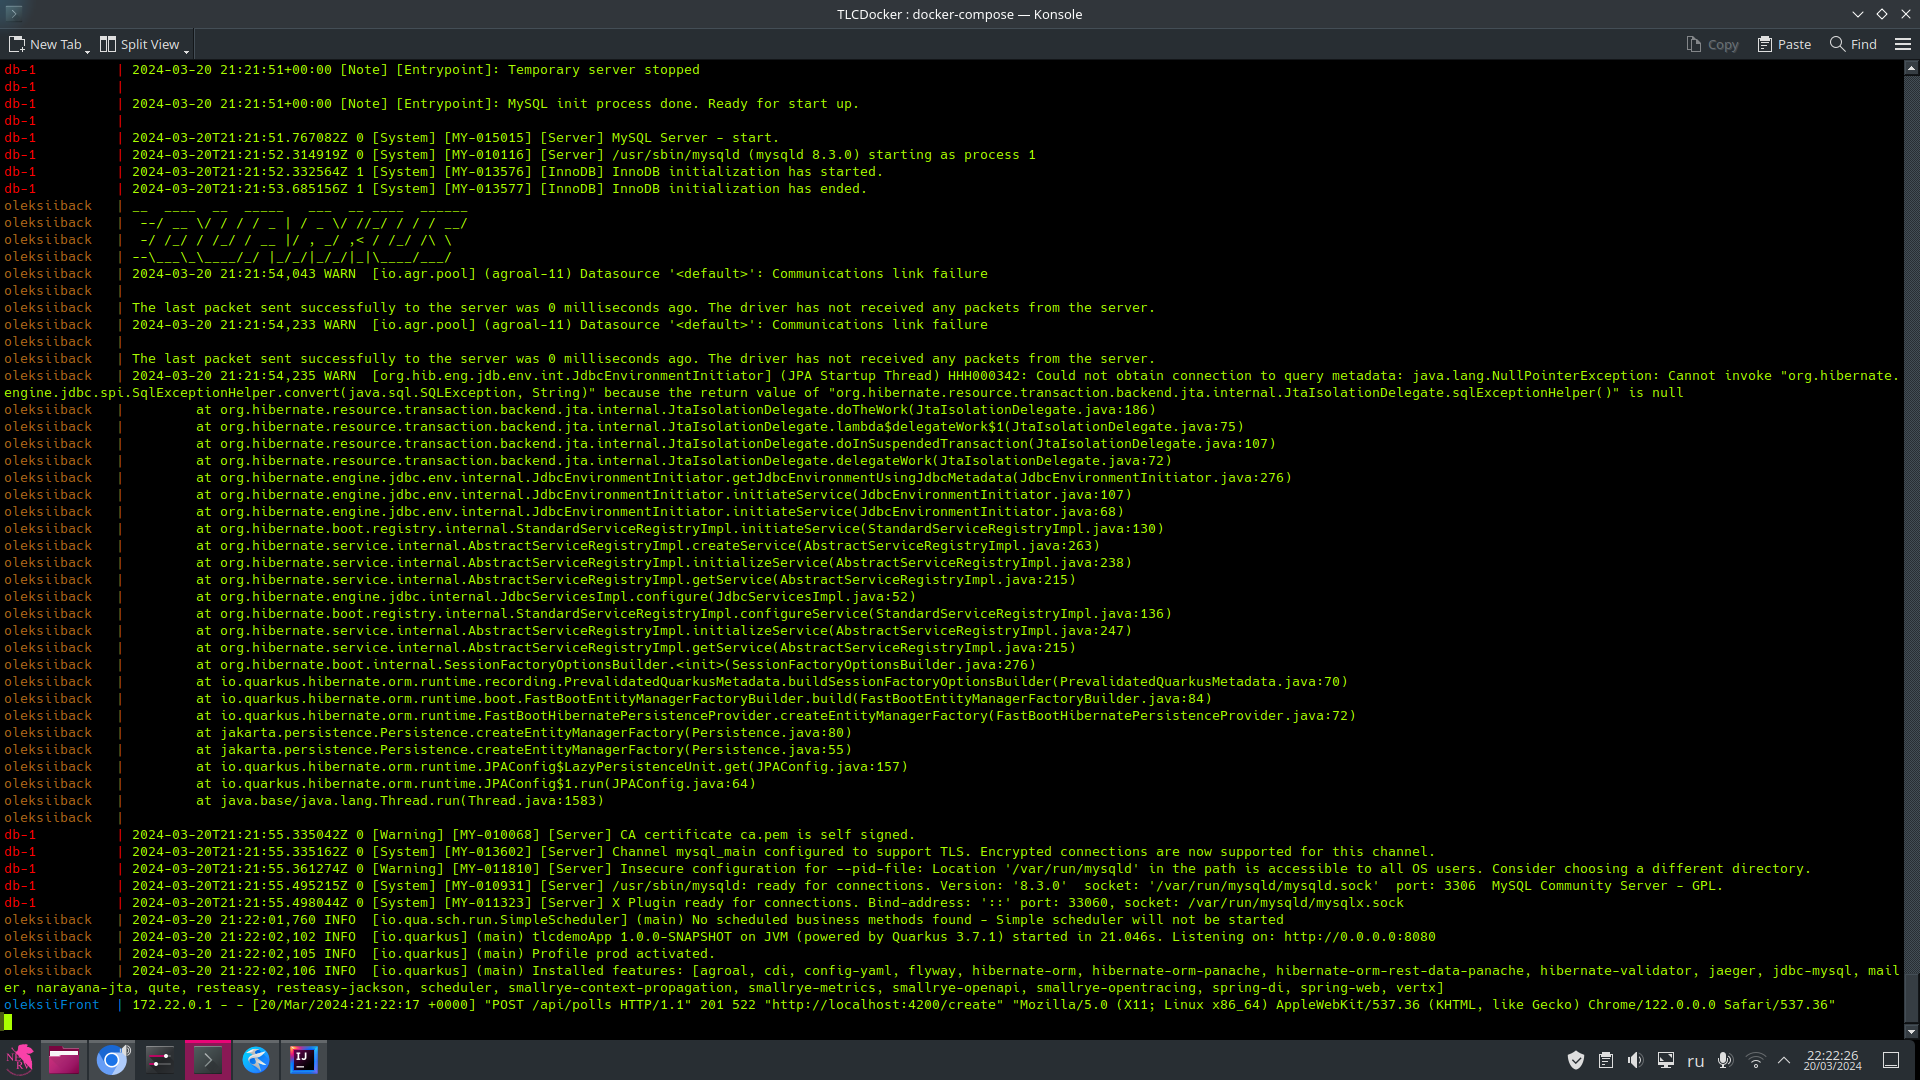 TLCDocker : docker-compose — Konsole
New Tab Split View Copy Paste Find
db-1 | 2024-03-20 21:21:51+00:00 [Note] [Entrypoint]: Temporary server stopped
db-1 |
db-1 | 2024-03-20 21:21:51+00:00 [Note] [Entrypoint]: MySQL init process done. Ready for start up.
db-1 |
db-1 | 2024-03-20T21:21:51.767082Z 0 [System] [MY-015015] [Server] MySQL Server - start.
db-1 | 2024-03-20T21:21:52.314919Z 0 [System] [MY-010116] [Server] /usr/sbin/mysqld (mysqld 8.3.0) starting as process 1
db-1 | 2024-03-20T21:21:52.332564Z 1 [System] [MY-013576] [InnoDB] InnoDB initialization has started.
db-1 | 2024-03-20T21:21:53.685156Z 1 [System] [MY-013577] [InnoDB] InnoDB initialization has ended.
oleksiiback | __  ____  __  _____   ___  __ ____  ______
oleksiiback |  --/ __ \/ / / / _ | / _ \/ //_/ / / / __/
oleksiiback |  -/ /_/ / /_/ / __ |/ , _/ ,< / /_/ /\ \
oleksiiback | --\___\_\____/_/ |_/_/|_/_/|_|\____/___/
oleksiiback | 2024-03-20 21:21:54,043 WARN  [io.agr.pool] (agroal-11) Datasource '<default>': Communications link failure
oleksiiback |
oleksiiback | The last packet sent successfully to the server was 0 milliseconds ago. The driver has not received any packets from the server.
oleksiiback | 2024-03-20 21:21:54,233 WARN  [io.agr.pool] (agroal-11) Datasource '<default>': Communications link failure
oleksiiback |
oleksiiback | The last packet sent successfully to the server was 0 milliseconds ago. The driver has not received any packets from the server.
oleksiiback | 2024-03-20 21:21:54,235 WARN  [org.hib.eng.jdb.env.int.JdbcEnvironmentInitiator] (JPA Startup Thread) HHH000342: Could not obtain connection to query metadata: java.lang.NullPointerException: Cannot invoke "org.hibernate.
engine.jdbc.spi.SqlExceptionHelper.convert(java.sql.SQLException, String)" because the return value of "org.hibernate.resource.transaction.backend.jta.internal.JtaIsolationDelegate.sqlExceptionHelper()" is null
oleksiiback |         at org.hibernate.resource.transaction.backend.jta.internal.JtaIsolationDelegate.doTheWork(JtaIsolationDelegate.java:186)
oleksiiback |         at org.hibernate.resource.transaction.backend.jta.internal.JtaIsolationDelegate.lambda$delegateWork$1(JtaIsolationDelegate.java:75)
oleksiiback |         at org.hibernate.resource.transaction.backend.jta.internal.JtaIsolationDelegate.doInSuspendedTransaction(JtaIsolationDelegate.java:107)
oleksiiback |         at org.hibernate.resource.transaction.backend.jta.internal.JtaIsolationDelegate.delegateWork(JtaIsolationDelegate.java:72)
oleksiiback |         at org.hibernate.engine.jdbc.env.internal.JdbcEnvironmentInitiator.getJdbcEnvironmentUsingJdbcMetadata(JdbcEnvironmentInitiator.java:276)
oleksiiback |         at org.hibernate.engine.jdbc.env.internal.JdbcEnvironmentInitiator.initiateService(JdbcEnvironmentInitiator.java:107)
oleksiiback |         at org.hibernate.engine.jdbc.env.internal.JdbcEnvironmentInitiator.initiateService(JdbcEnvironmentInitiator.java:68)
oleksiiback |         at org.hibernate.boot.registry.internal.StandardServiceRegistryImpl.initiateService(StandardServiceRegistryImpl.java:130)
oleksiiback |         at org.hibernate.service.internal.AbstractServiceRegistryImpl.createService(AbstractServiceRegistryImpl.java:263)
oleksiiback |         at org.hibernate.service.internal.AbstractServiceRegistryImpl.initializeService(AbstractServiceRegistryImpl.java:238)
oleksiiback |         at org.hibernate.service.internal.AbstractServiceRegistryImpl.getService(AbstractServiceRegistryImpl.java:215)
oleksiiback |         at org.hibernate.engine.jdbc.internal.JdbcServicesImpl.configure(JdbcServicesImpl.java:52)
oleksiiback |         at org.hibernate.boot.registry.internal.StandardServiceRegistryImpl.configureService(StandardServiceRegistryImpl.java:136)
oleksiiback |         at org.hibernate.service.internal.AbstractServiceRegistryImpl.initializeService(AbstractServiceRegistryImpl.java:247)
oleksiiback |         at org.hibernate.service.internal.AbstractServiceRegistryImpl.getService(AbstractServiceRegistryImpl.java:215)
oleksiiback |         at org.hibernate.boot.internal.SessionFactoryOptionsBuilder.<init>(SessionFactoryOptionsBuilder.java:276)
oleksiiback |         at io.quarkus.hibernate.orm.runtime.recording.PrevalidatedQuarkusMetadata.buildSessionFactoryOptionsBuilder(PrevalidatedQuarkusMetadata.java:70)
oleksiiback |         at io.quarkus.hibernate.orm.runtime.boot.FastBootEntityManagerFactoryBuilder.build(FastBootEntityManagerFactoryBuilder.java:84)
oleksiiback |         at io.quarkus.hibernate.orm.runtime.FastBootHibernatePersistenceProvider.createEntityManagerFactory(FastBootHibernatePersistenceProvider.java:72)
oleksiiback |         at jakarta.persistence.Persistence.createEntityManagerFactory(Persistence.java:80)
oleksiiback |         at jakarta.persistence.Persistence.createEntityManagerFactory(Persistence.java:55)
oleksiiback |         at io.quarkus.hibernate.orm.runtime.JPAConfig$LazyPersistenceUnit.get(JPAConfig.java:157)
oleksiiback |         at io.quarkus.hibernate.orm.runtime.JPAConfig$1.run(JPAConfig.java:64)
oleksiiback |         at java.base/java.lang.Thread.run(Thread.java:1583)
oleksiiback |
db-1 | 2024-03-20T21:21:55.335042Z 0 [Warning] [MY-010068] [Server] CA certificate ca.pem is self signed.
db-1 | 2024-03-20T21:21:55.335162Z 0 [System] [MY-013602] [Server] Channel mysql_main configured to support TLS. Encrypted connections are now supported for this channel.
db-1 | 2024-03-20T21:21:55.361274Z 0 [Warning] [MY-011810] [Server] Insecure configuration for --pid-file: Location '/var/run/mysqld' in the path is accessible to all OS users. Consider choosing a different directory.
db-1 | 2024-03-20T21:21:55.495215Z 0 [System] [MY-010931] [Server] /usr/sbin/mysqld: ready for connections. Version: '8.3.0'  socket: '/var/run/mysqld/mysqld.sock'  port: 3306  MySQL Community Server - GPL.
db-1 | 2024-03-20T21:21:55.498044Z 0 [System] [MY-011323] [Server] X Plugin ready for connections. Bind-address: '::' port: 33060, socket: /var/run/mysqld/mysqlx.sock
oleksiiback | 2024-03-20 21:22:01,760 INFO  [io.qua.sch.run.SimpleScheduler] (main) No scheduled business methods found - Simple scheduler will not be started
oleksiiback | 2024-03-20 21:22:02,102 INFO  [io.quarkus] (main) tlcdemoApp 1.0.0-SNAPSHOT on JVM (powered by Quarkus 3.7.1) started in 21.046s. Listening on: http://0.0.0.0:8080
oleksiiback | 2024-03-20 21:22:02,105 INFO  [io.quarkus] (main) Profile prod activated.
oleksiiback | 2024-03-20 21:22:02,106 INFO  [io.quarkus] (main) Installed features: [agroal, cdi, config-yaml, flyway, hibernate-orm, hibernate-orm-panache, hibernate-orm-rest-data-panache, hibernate-validator, jaeger, jdbc-mysql, mail
er, narayana-jta, qute, resteasy, resteasy-jackson, scheduler, smallrye-context-propagation, smallrye-metrics, smallrye-openapi, smallrye-opentracing, spring-di, spring-web, vertx]
oleksiiFront | 172.22.0.1 - - [20/Mar/2024:21:22:17 +0000] "POST /api/polls HTTP/1.1" 201 522 "http://localhost:4200/create" "Mozilla/5.0 (X11; Linux x86_64) AppleWebKit/537.36 (KHTML, like Gecko) Chrome/122.0.0.0 Safari/537.36"
IJ ru 22:22:26
20/03/2024